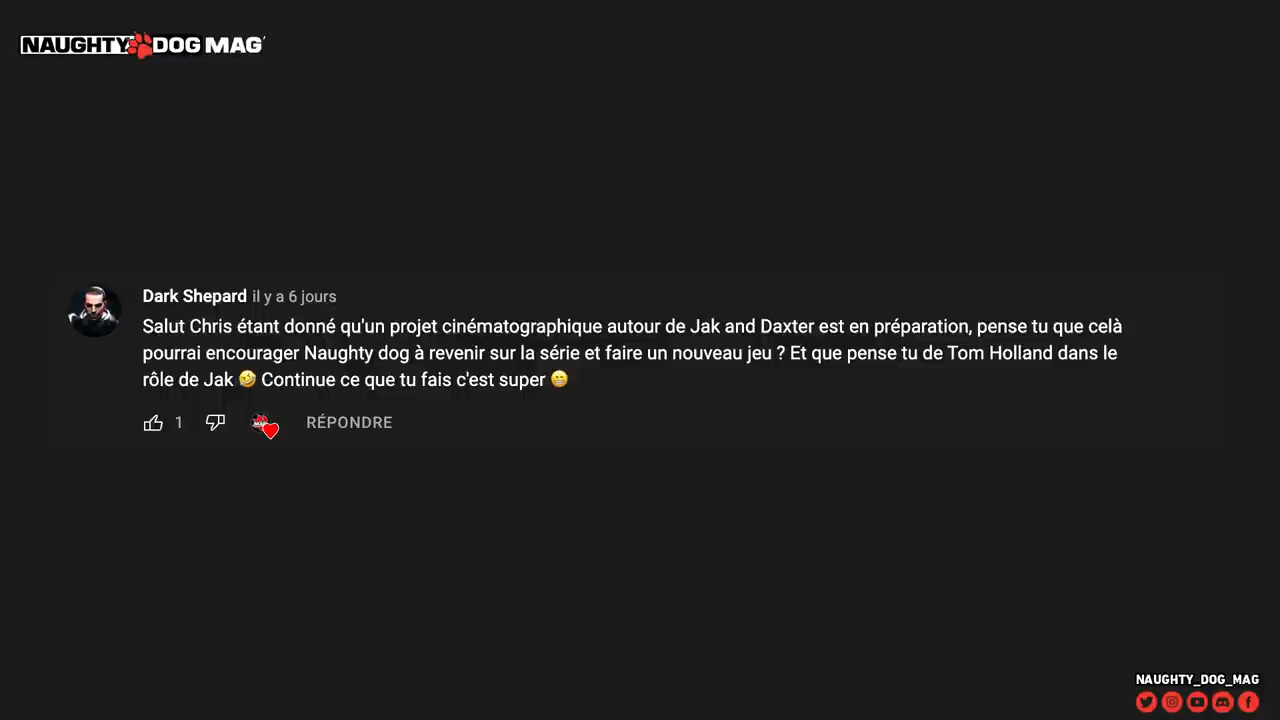 NAUGHTY DOG MAG'
Dark Shepard il y a 6 jours
Salut Chris étant donné qu'un projet cinématographique autour de Jak and Daxter est en préparation, pense tu que celà
pourrai encourager Naughty dog à revenir sur la série et faire un nouveau jeu ? Et que pense tu de Tom Holland dans le
rôle de Jak 🤣 Continue ce que tu fais c'est super 😁
1 RÉPONDRE
NAUGHTY_DOG_MAG